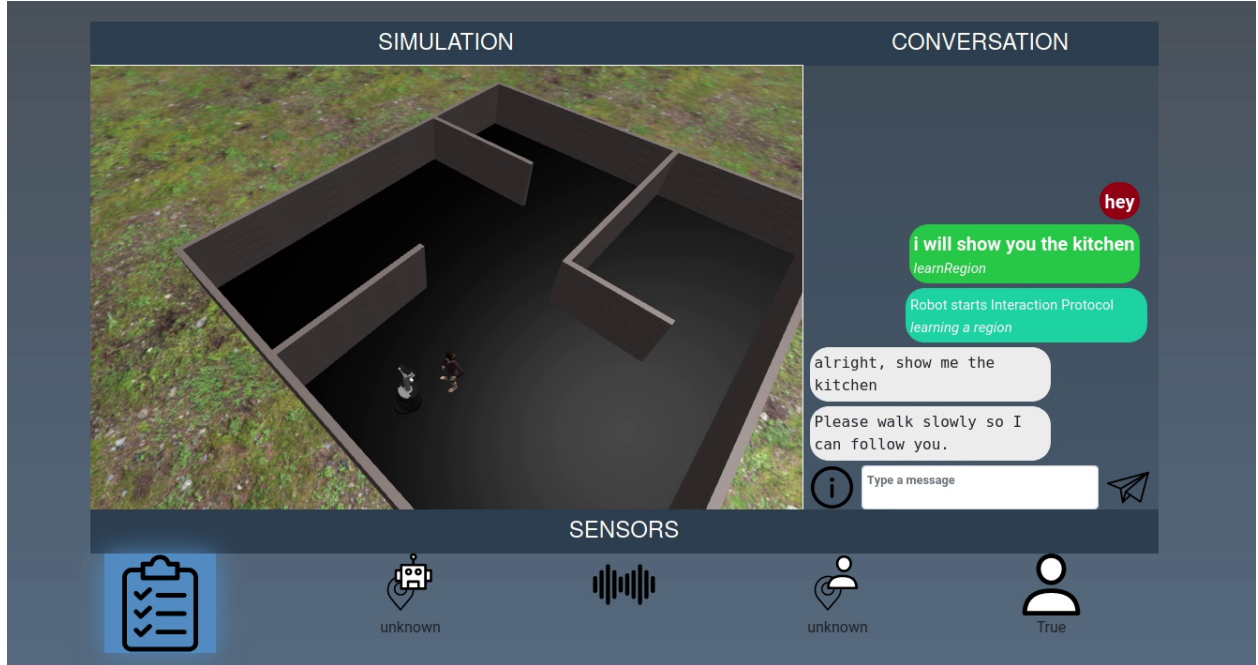 SIMULATION
CONVERSATION
hey
i will show you the kitchen
learnRegion
Robot starts Interaction Protocol
learning a region
alright, show me the
kitchen
Please walk slowly so I
can follow you.
Type a message
SENSORS
unknown
unknown
True